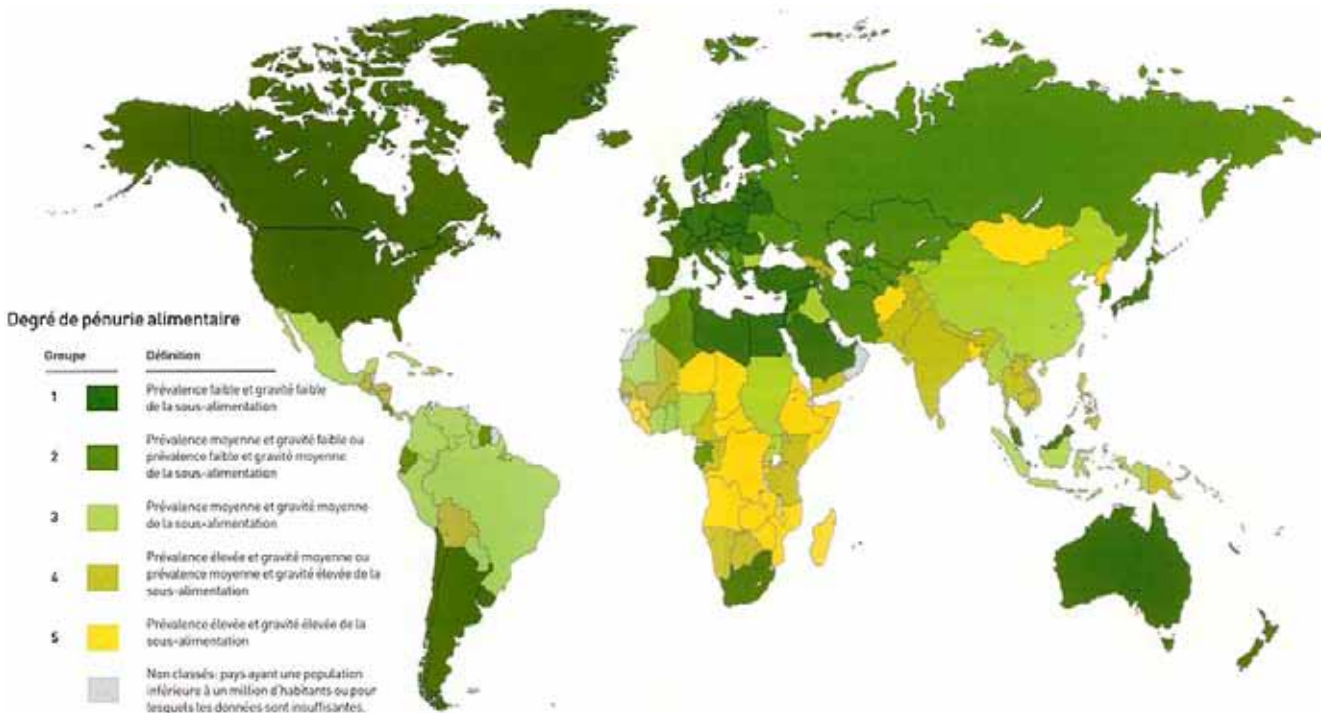 Degré de pénurie alimentaire
Groupe
Définition
1
Prévalence faible et gravité faible
de la sous-alimentation
2
Prévalence moyenne et gravité faible ou
prévalence faible et gravité moyenne
de la sous-alimentation
3
Prévalence moyenne et gravité moyenne
de la sous-alimentation
4
Prévalence élevée et gravité moyenne ou
prévalence moyenne et gravité élevée de la
sous-alimentation
5
Prévalence élevée et gravité élevée de la
sous-alimentation
Non classés: pays ayant une population
inférieure à un million d'habitants ou pour
lesquels les données sont insuffisantes.